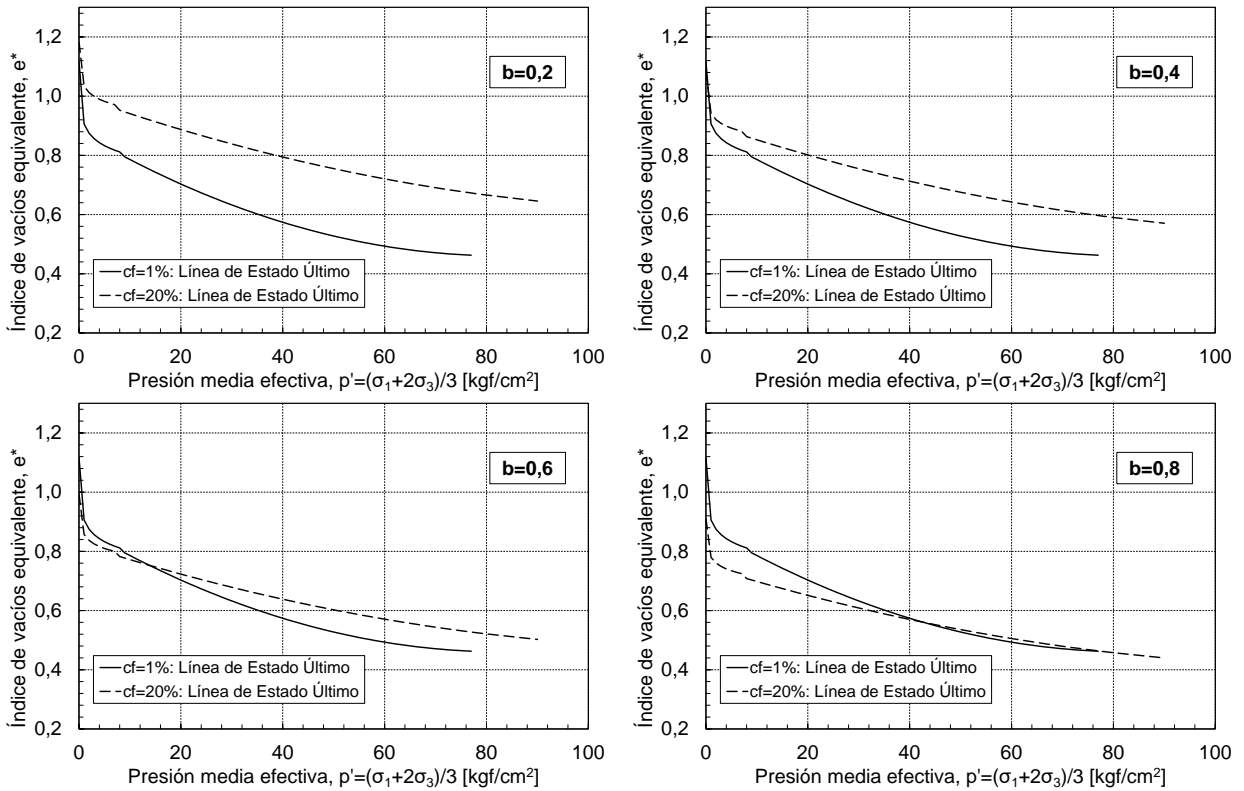 Índice de vacíos equivalente, e*
1,2
1,0
0,8
0,6
0,4
0,2
b=0,2
cf=1%: Línea de Estado Último
cf=20%: Línea de Estado Último
0 20 40 60 80 100
Presión media efectiva, p'=(σ₁+2σ₃)/3 [kgf/cm²]
Índice de vacíos equivalente, e*
1,2
1,0
0,8
0,6
0,4
0,2
b=0,4
cf=1%: Línea de Estado Último
cf=20%: Línea de Estado Último
0 20 40 60 80 100
Presión media efectiva, p'=(σ₁+2σ₃)/3 [kgf/cm²]
Índice de vacíos equivalente, e*
1,2
1,0
0,8
0,6
0,4
0,2
b=0,6
cf=1%: Línea de Estado Último
cf=20%: Línea de Estado Último
0 20 40 60 80 100
Presión media efectiva, p'=(σ₁+2σ₃)/3 [kgf/cm²]
Índice de vacíos equivalente, e*
1,2
1,0
0,8
0,6
0,4
0,2
b=0,8
cf=1%: Línea de Estado Último
cf=20%: Línea de Estado Último
0 20 40 60 80 100
Presión media efectiva, p'=(σ₁+2σ₃)/3 [kgf/cm²]